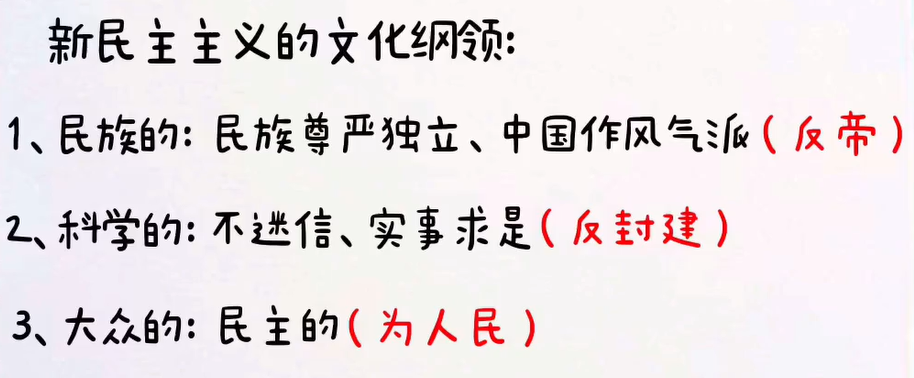 新民主主义的文化纲领:
1、民族的: 民族尊严独立、中国作风气派(反帝)
2、科学的: 不迷信、实事求是(反封建)
3、大众的: 民主的(为人民)